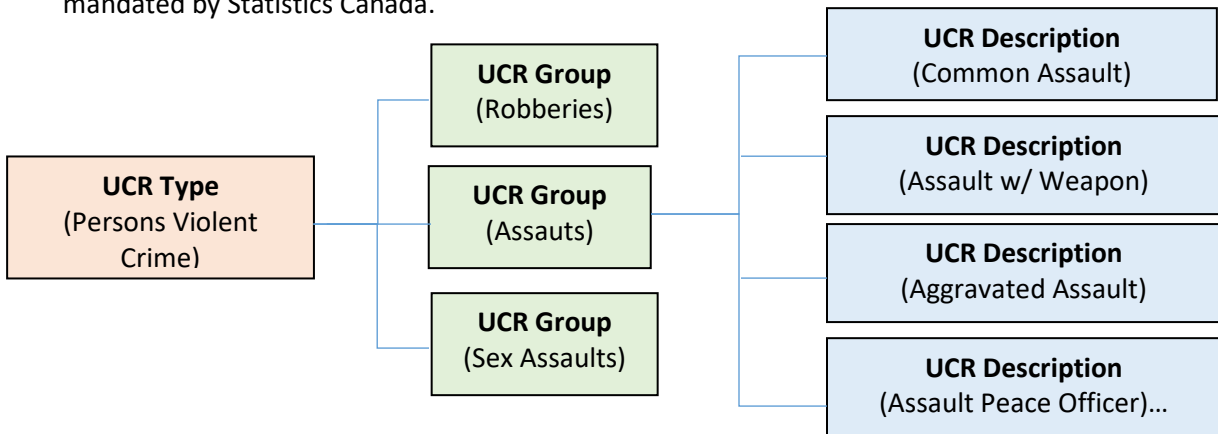 mandated by Statistics Canada.
UCR Type
(Persons Violent
Crime)
UCR Group
(Robberies)
UCR Group
(Assauts)
UCR Group
(Sex Assaults)
UCR Description
(Common Assault)
UCR Description
(Assault w/ Weapon)
UCR Description
(Aggravated Assault)
UCR Description
(Assault Peace Officer)…